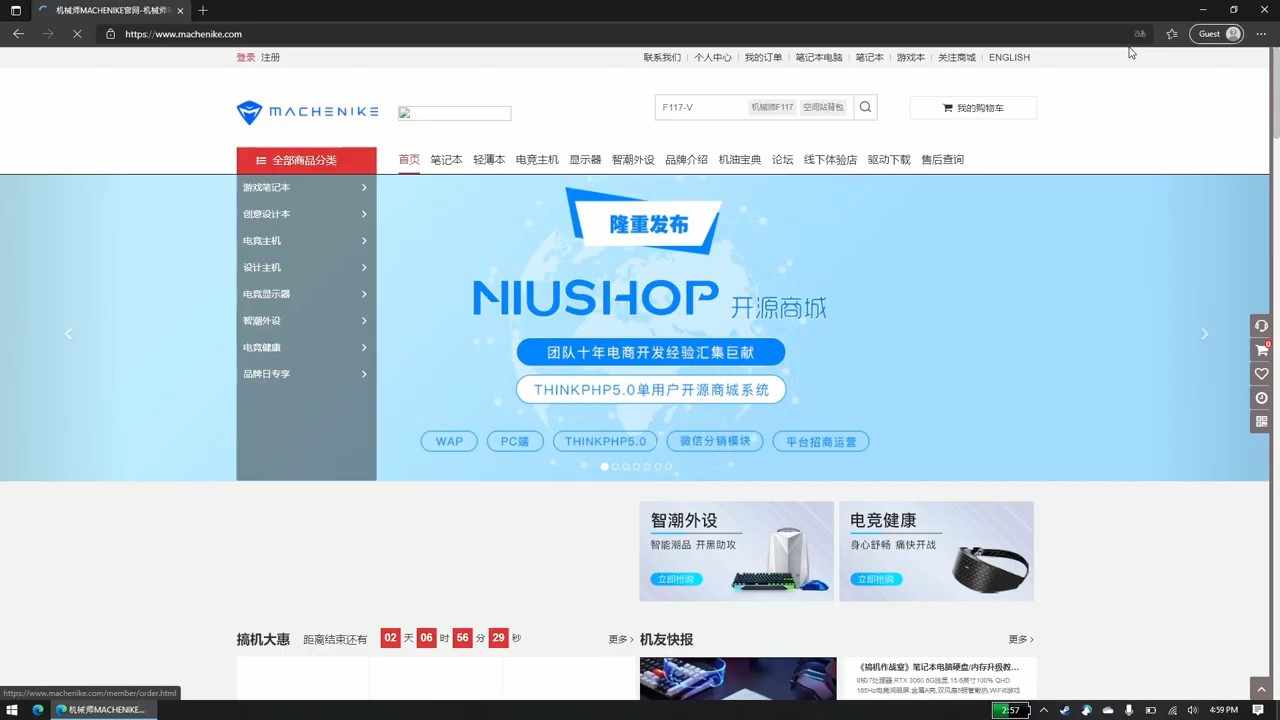 机械师MACHENIKE官网-机械师
https://www.machenike.com
Guest
登录 注册
联系我们 个人中心 我的订单 笔记本电脑 笔记本 游戏本 关注商城 ENGLISH
MACHENIKE
F117-V 机械师F117 空间站背包
我的购物车
全部商品分类
首页 笔记本 轻薄本 电竞主机 显示器 智潮外设 品牌介绍 机油宝典 论坛 线下体验店 驱动下载 售后查询
游戏笔记本
创意设计本
电竞主机
设计主机
电竞显示器
智潮外设
电竞健康
品牌日专享
隆重发布
NIUSHOP 开源商城
团队十年电商开发经验汇集巨献
THINKPHP5.0单用户开源商城系统
WAP PC端 THINKPHP5.0 微信分销模块 平台招商运营
0
智潮外设
智能潮品 开黑助攻
立即抢购
电竞健康
身心舒畅 痛快开战
立即抢购
搞机大惠 距离结束还有 02 天 06 时 56 分 29 秒 更多
机友快报 更多
《搞机作战室》笔记本电脑硬盘/内存升级教...
8核i7处理器,RTX 3060 6G独显,15.6英寸100% QHD
165Hz电竞润眼屏,金属A壳,双风扇5铜管散热,WiFi6游戏
https://www.machenike.com/member/order.html
机械师MACHENIKE...
2:57
4:59 PM